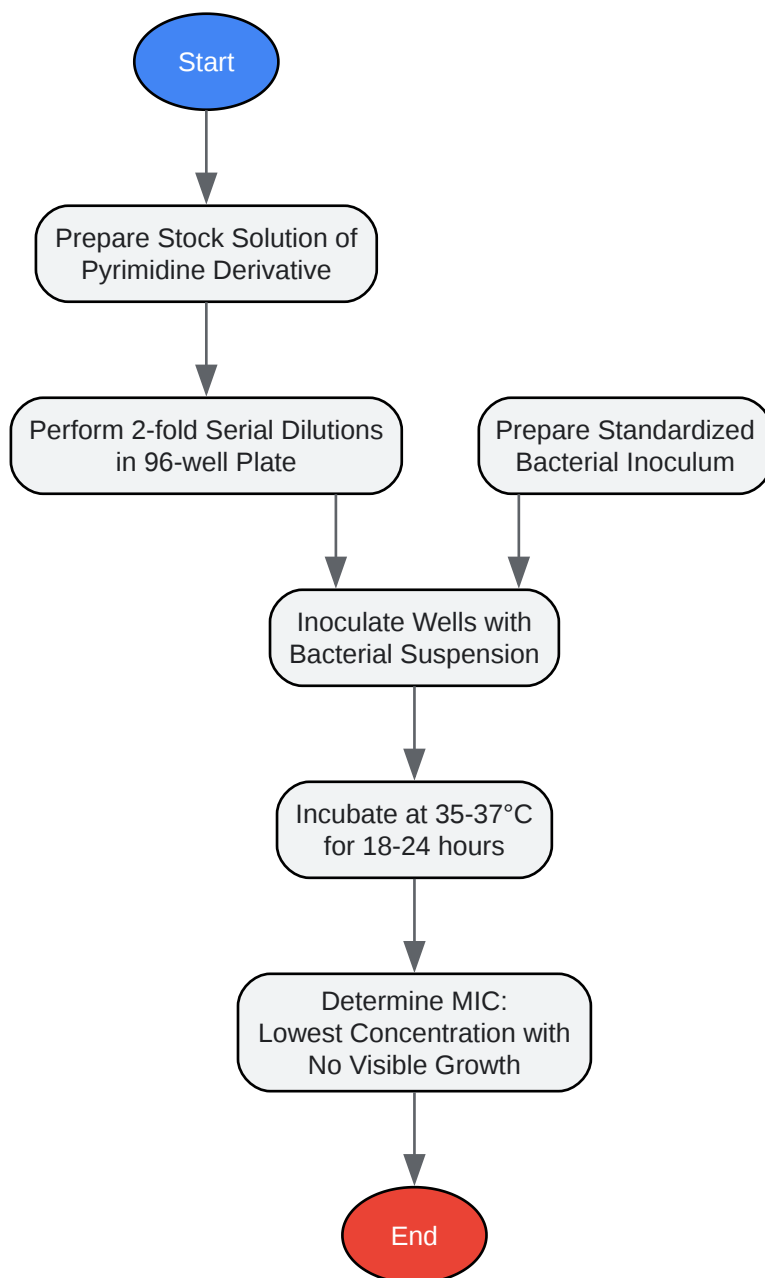 Start
Prepare Stock Solution of
Pyrimidine Derivative
Perform 2-fold Serial Dilutions
in 96-well Plate
Prepare Standardized
Bacterial Inoculum
Inoculate Wells with
Bacterial Suspension
Incubate at 35-37°C
for 18-24 hours
Determine MIC:
Lowest Concentration with
No Visible Growth
End